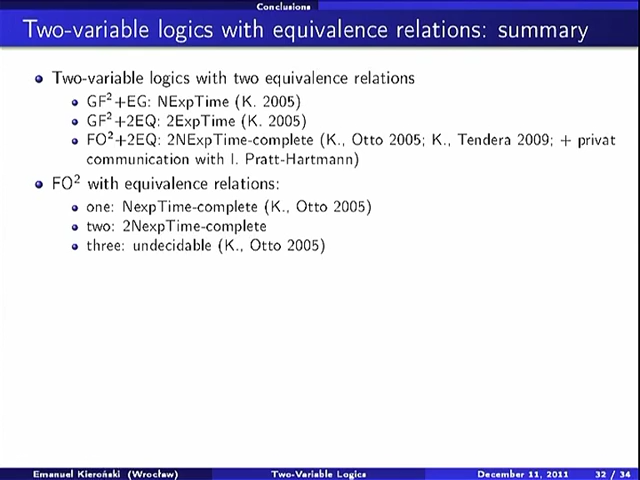 Conclusions
Two-variable logics with equivalence relations: summary
Two-variable logics with two equivalence relations
GF²+EG: NExpTime (K. 2005)
GF²+2EQ: 2ExpTime (K. 2005)
FO²+2EQ: 2NExpTime-complete (K., Otto 2005; K., Tendera 2009; + privat
communication with I. Pratt-Hartmann)
FO² with equivalence relations:
one: NexpTime-complete (K., Otto 2005)
two: 2NexpTime-complete
three: undecidable (K., Otto 2005)
Emanuel Kieroński (Wrocław) Two-Variable Logics December 11, 2011 32 / 34